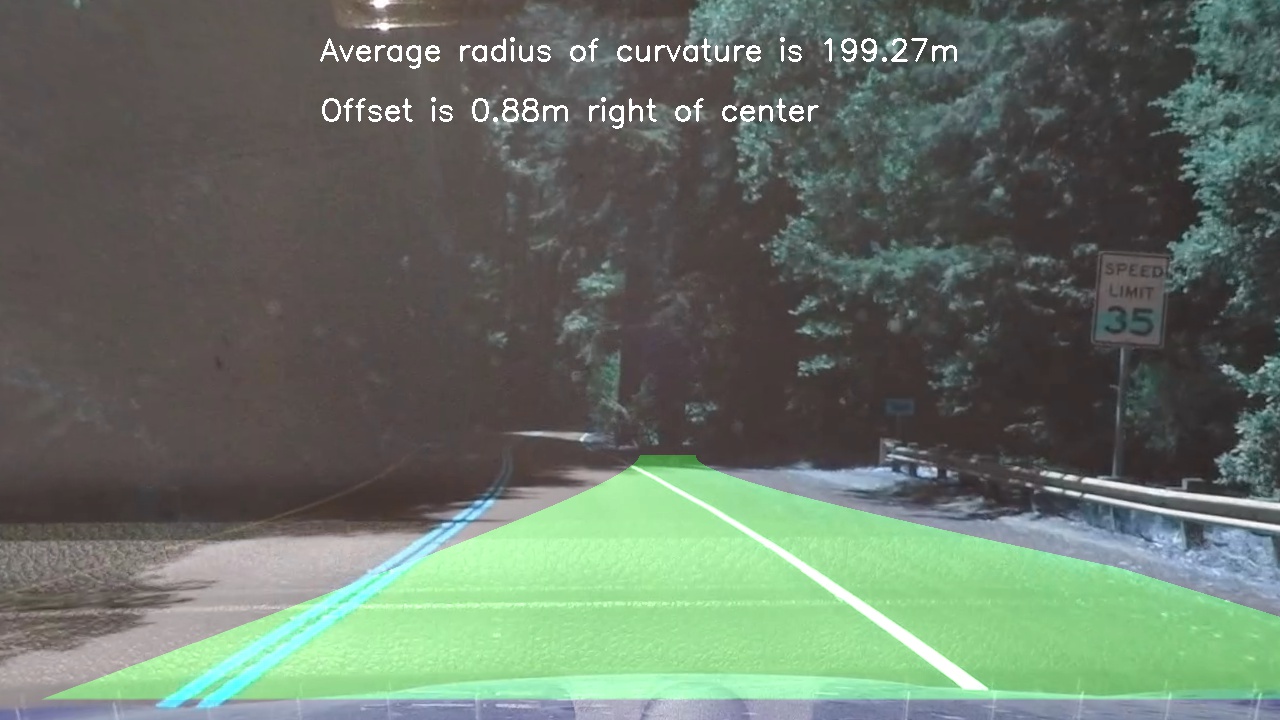 Average radius of curvature is 199.27m
Offset is 0.88m right of center
SPEED
LIMIT
35